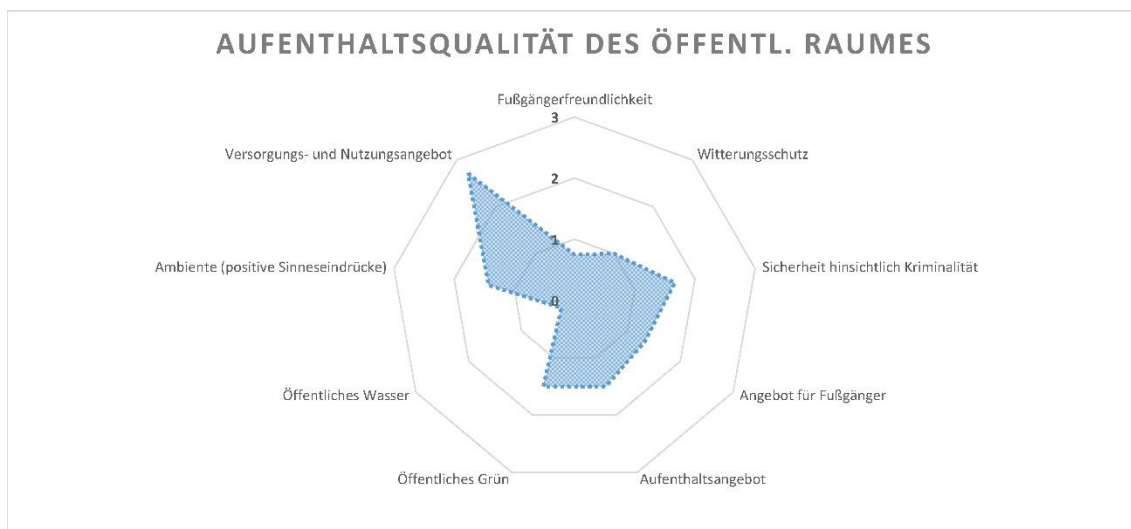 AUFENTHALTSQUALITÄT DES ÖFFENTL. RAUMES
Fußgängerfreundlichkeit
3
Versorgungs- und Nutzungsangebot
Witterungsschutz
2
1
Ambiente (positive Sinneseindrücke)
Sicherheit hinsichtlich Kriminalität
0
Öffentliches Wasser
Angebot für Fußgänger
Öffentliches Grün
Aufenthaltsangebot